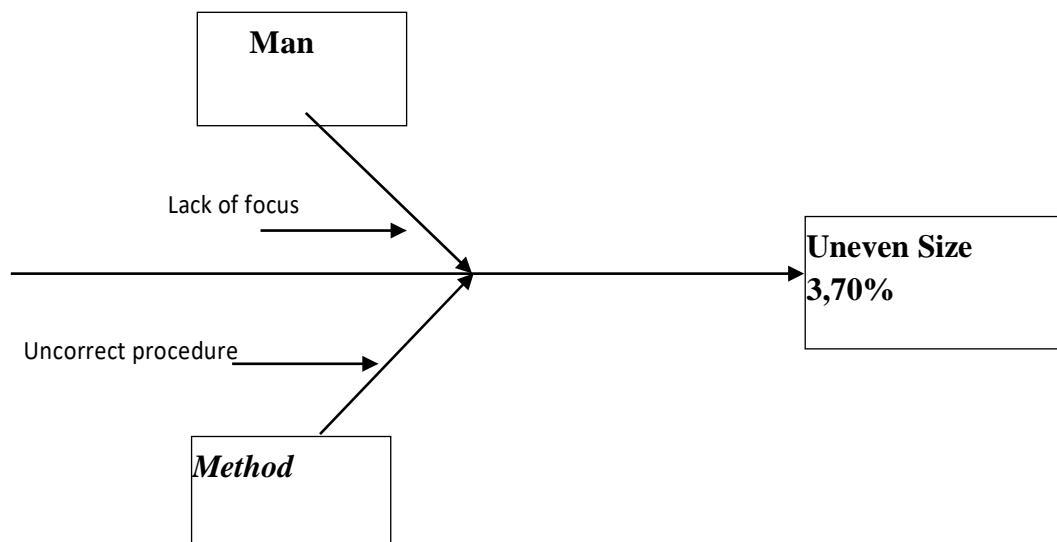 Man
Lack of focus
Uneven Size
3,70%
Uncorrect procedure
Method